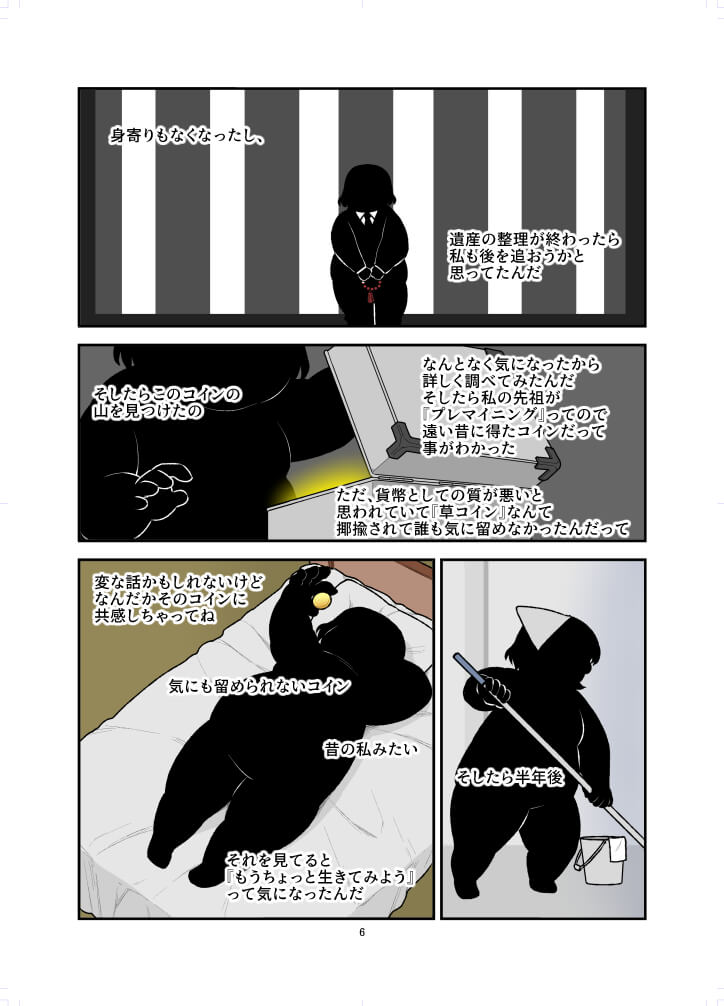 身寄りもなくなったし、
遺産の整理が終わったら
私も後を追おうかと
思ってたんだ
そしたらこのコインの
山を見つけたの
なんとなく気になったから
詳しく調べてみたんだ
そしたら私の先祖が
『プレマイニング』ってので
遠い昔に得たコインだって
事がわかった
ただ、貨幣としての質が悪いと
思われていて『草コイン』なんて
揶揄されて誰も気に留めなかったんだって
変な話かもしれないけど
なんだかそのコインに
共感しちゃってね
気にも留められないコイン
昔の私みたい
それを見てると
『もうちょっと生きてみよう』
って気になったんだ
そしたら半年後
6